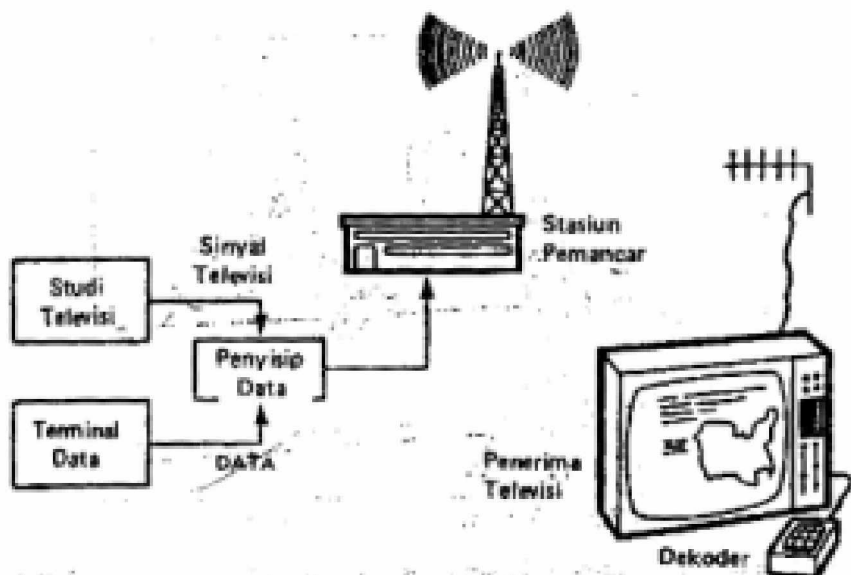 Stasiun
Pemancar
Sinyal
Televisi
Studi
Televisi
Penyisip
Data
Terminal
Data
DATA
Penerima
Televisi
Dekoder